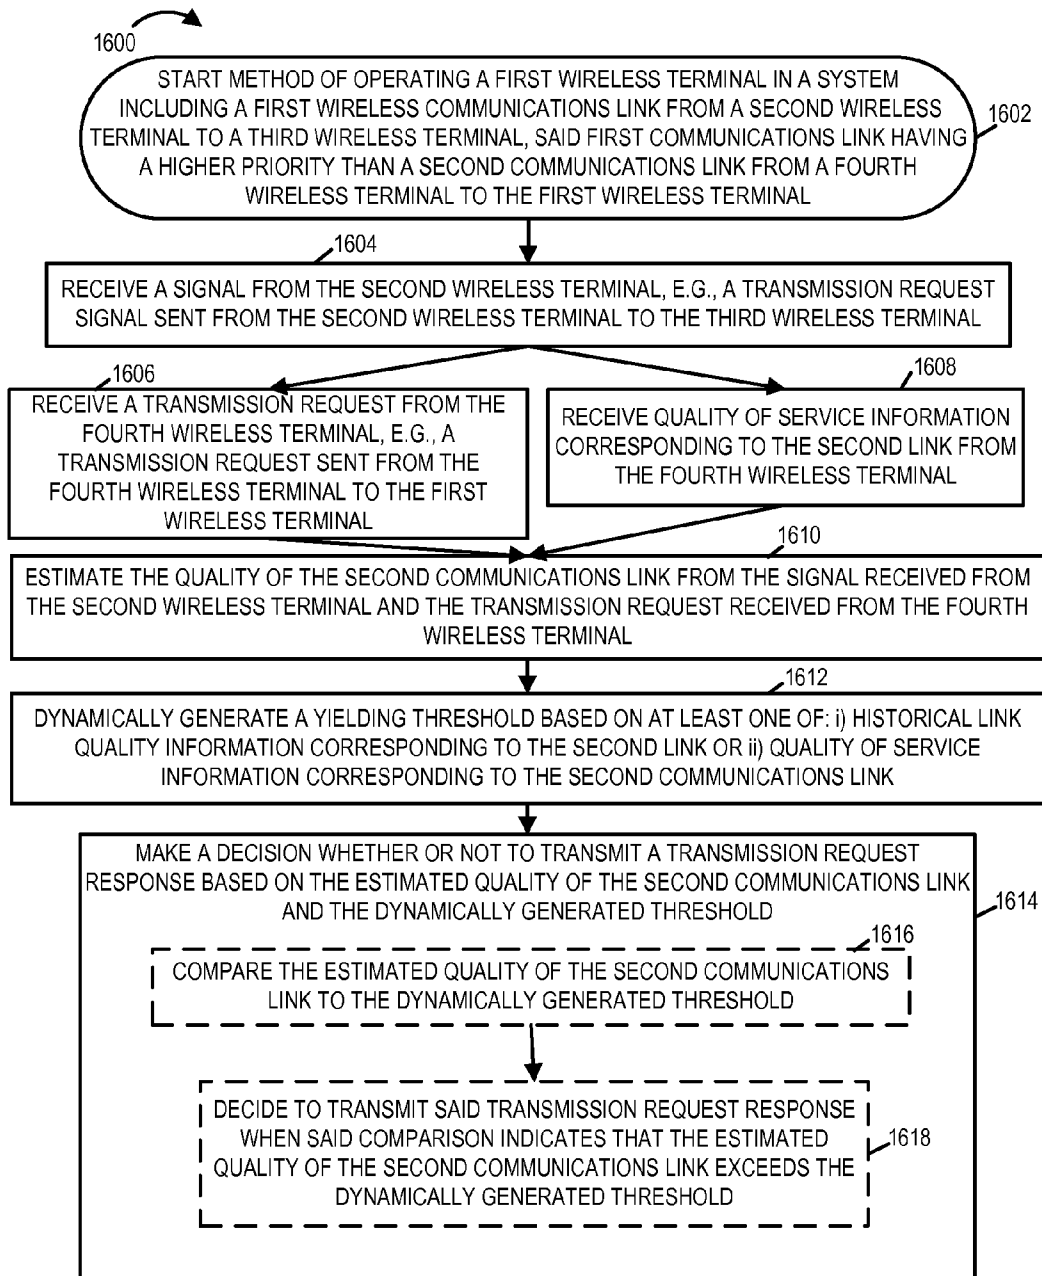 1600
START METHOD OF OPERATING A FIRST WIRELESS TERMINAL IN A SYSTEM
INCLUDING A FIRST WIRELESS COMMUNICATIONS LINK FROM A SECOND WIRELESS
TERMINAL TO A THIRD WIRELESS TERMINAL, SAID FIRST COMMUNICATIONS LINK HAVING
A HIGHER PRIORITY THAN A SECOND COMMUNICATIONS LINK FROM A FOURTH
WIRELESS TERMINAL TO THE FIRST WIRELESS TERMINAL
1602
1604
RECEIVE A SIGNAL FROM THE SECOND WIRELESS TERMINAL, E.G., A TRANSMISSION REQUEST
SIGNAL SENT FROM THE SECOND WIRELESS TERMINAL TO THE THIRD WIRELESS TERMINAL
1606
RECEIVE A TRANSMISSION REQUEST FROM THE
FOURTH WIRELESS TERMINAL, E.G., A
TRANSMISSION REQUEST SENT FROM THE
FOURTH WIRELESS TERMINAL TO THE FIRST
WIRELESS TERMINAL
1608
RECEIVE QUALITY OF SERVICE INFORMATION
CORRESPONDING TO THE SECOND LINK FROM
THE FOURTH WIRELESS TERMINAL
1610
ESTIMATE THE QUALITY OF THE SECOND COMMUNICATIONS LINK FROM THE SIGNAL RECEIVED FROM
THE SECOND WIRELESS TERMINAL AND THE TRANSMISSION REQUEST RECEIVED FROM THE FOURTH
WIRELESS TERMINAL
1612
DYNAMICALLY GENERATE A YIELDING THRESHOLD BASED ON AT LEAST ONE OF: i) HISTORICAL LINK
QUALITY INFORMATION CORRESPONDING TO THE SECOND LINK OR ii) QUALITY OF SERVICE
INFORMATION CORRESPONDING TO THE SECOND COMMUNICATIONS LINK
MAKE A DECISION WHETHER OR NOT TO TRANSMIT A TRANSMISSION REQUEST
RESPONSE BASED ON THE ESTIMATED QUALITY OF THE SECOND COMMUNICATIONS LINK
AND THE DYNAMICALLY GENERATED THRESHOLD
1614
1616
COMPARE THE ESTIMATED QUALITY OF THE SECOND COMMUNICATIONS
LINK TO THE DYNAMICALLY GENERATED THRESHOLD
DECIDE TO TRANSMIT SAID TRANSMISSION REQUEST RESPONSE
WHEN SAID COMPARISON INDICATES THAT THE ESTIMATED
QUALITY OF THE SECOND COMMUNICATIONS LINK EXCEEDS THE
DYNAMICALLY GENERATED THRESHOLD
1618